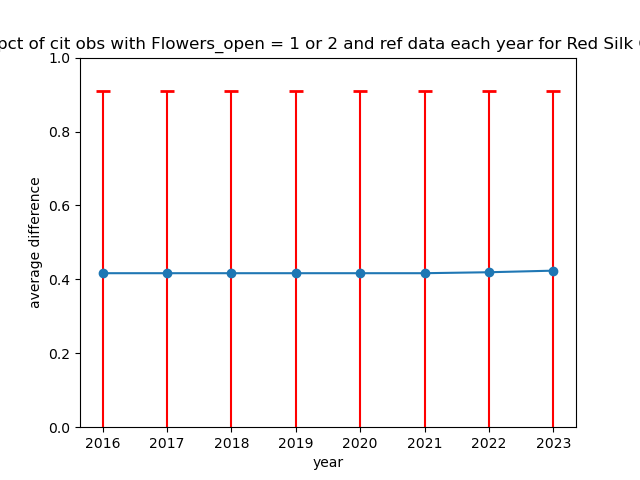 pct of cit obs with Flowers_open = 1 or 2 and ref data each year for Red Silk
1.0
0.8
0.6
0.4
0.2
0.0
average difference
2016 2017 2018 2019 2020 2021 2022 2023
year